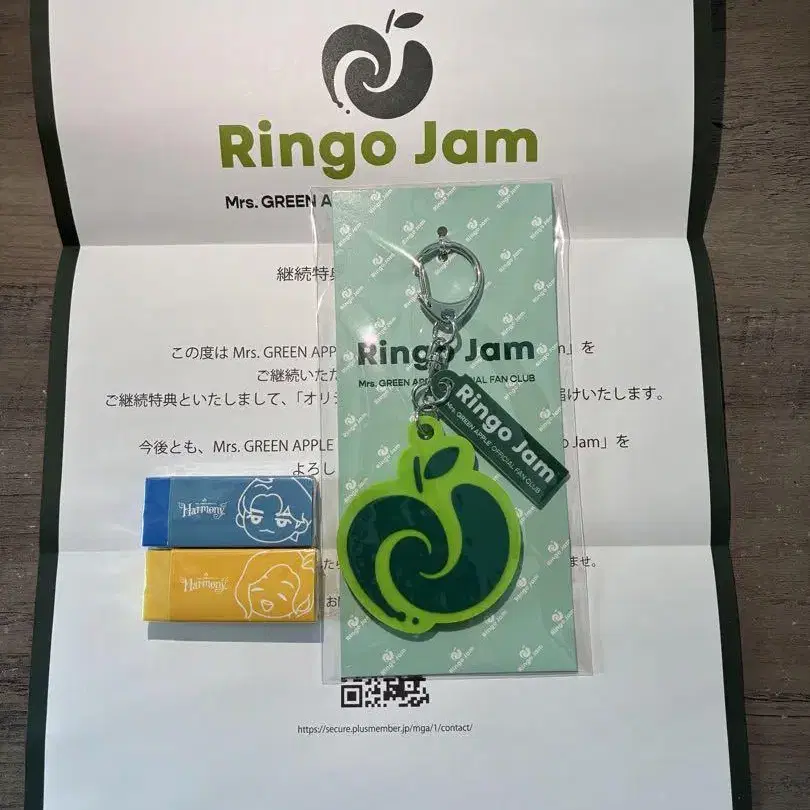 Ringo Jam
Mrs. GREEN A
継続特典
この度は Mrs. GREEN APP
」を
ご継続いただ
ご継続特典といたしまして、「オリジ
届けいたします。
今後とも、Mrs. GREEN APPLE
o Jam」を
よろし
ませ。
https://secure.plusmember.jp/mga/1/contact/
Ringo Jam
Mrs. GREEN APP
CIAL FAN CLUB
Ringo Jam
Mrs. GREEN APPLE OFFICIAL FAN CLUB
Harmony
Harmony